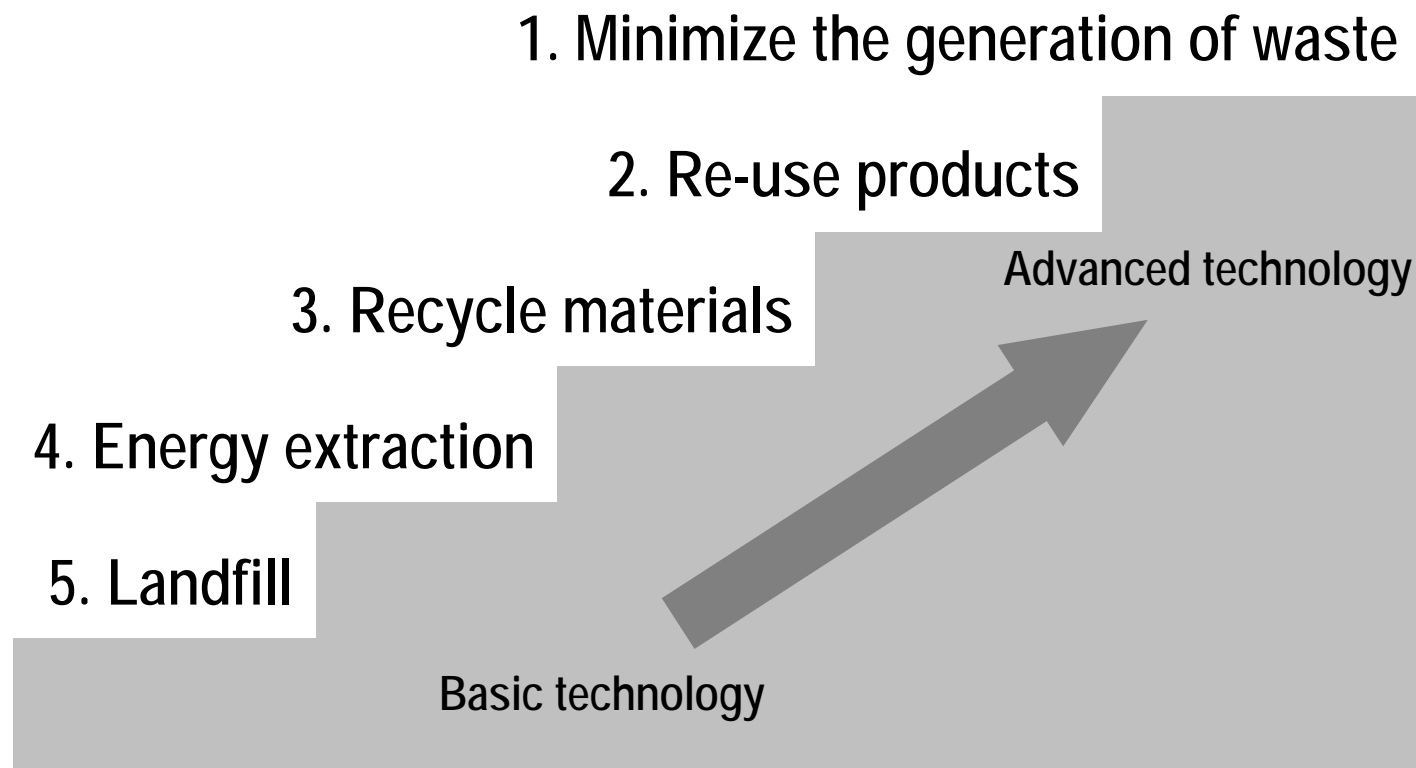 1. Minimize the generation of waste
2. Re-use products
Advanced technology
3. Recycle materials
4. Energy extraction
5. Landfill
Basic technology